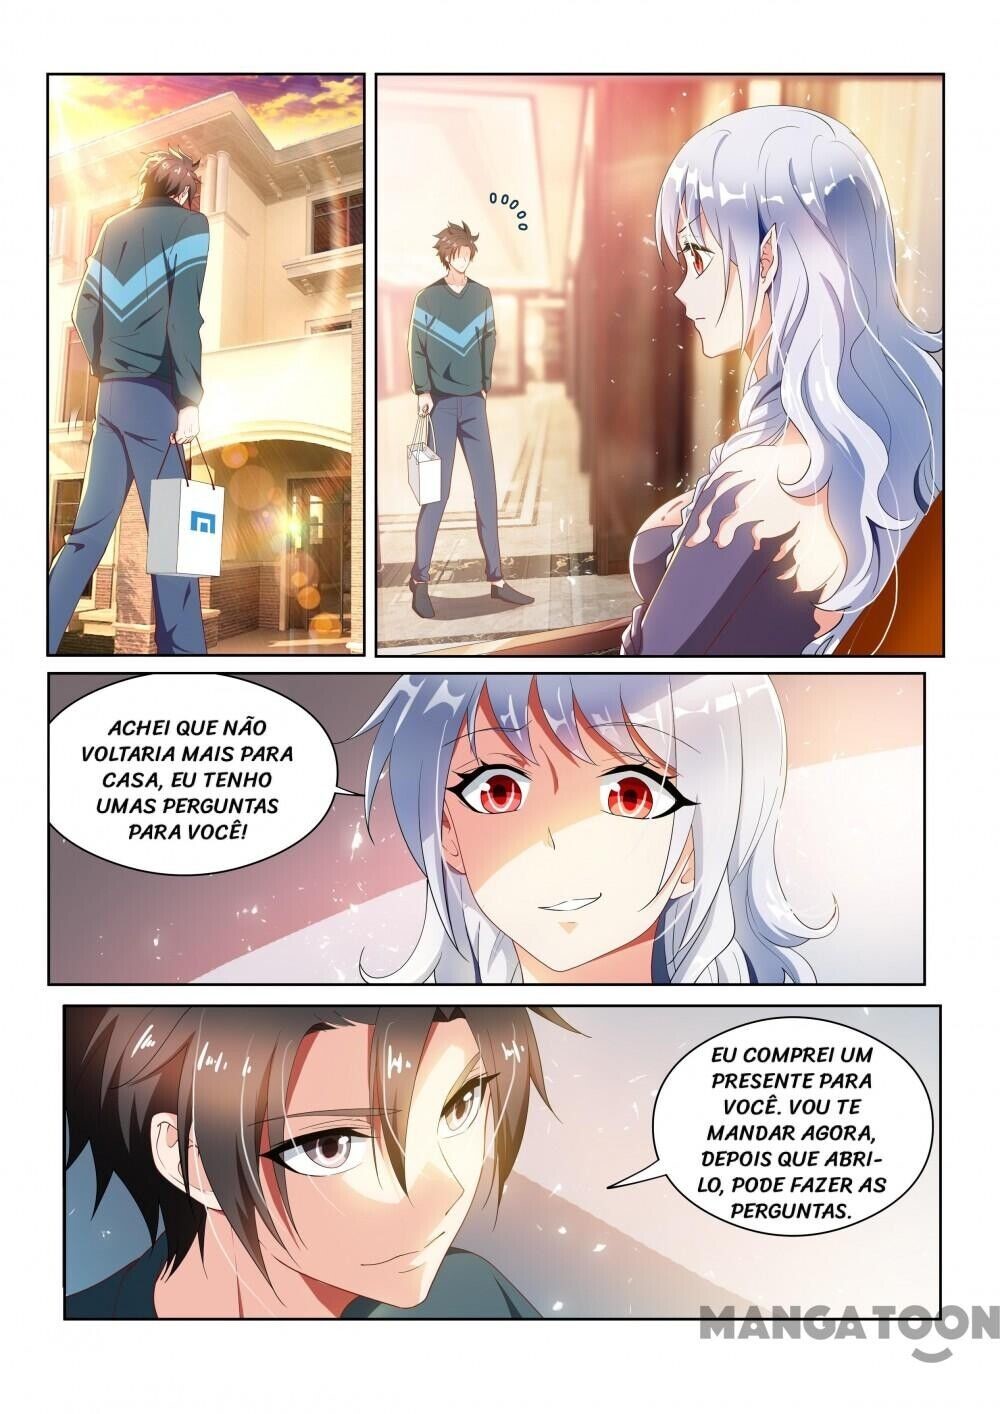 ooooo
ACHEI QUE NÃO
VOLTARIA MAIS PARA
CASA, EU TENHO
UMAS PERGUNTAS
PARA VOCÊ!
EU COMPREI UM
PRESENTE PARA
VOCÊ. VOU TE
MANDAR AGORA,
DEPOIS QUE ABRI-
LO, PODE FAZER AS
PERGUNTAS.
MANGATOON